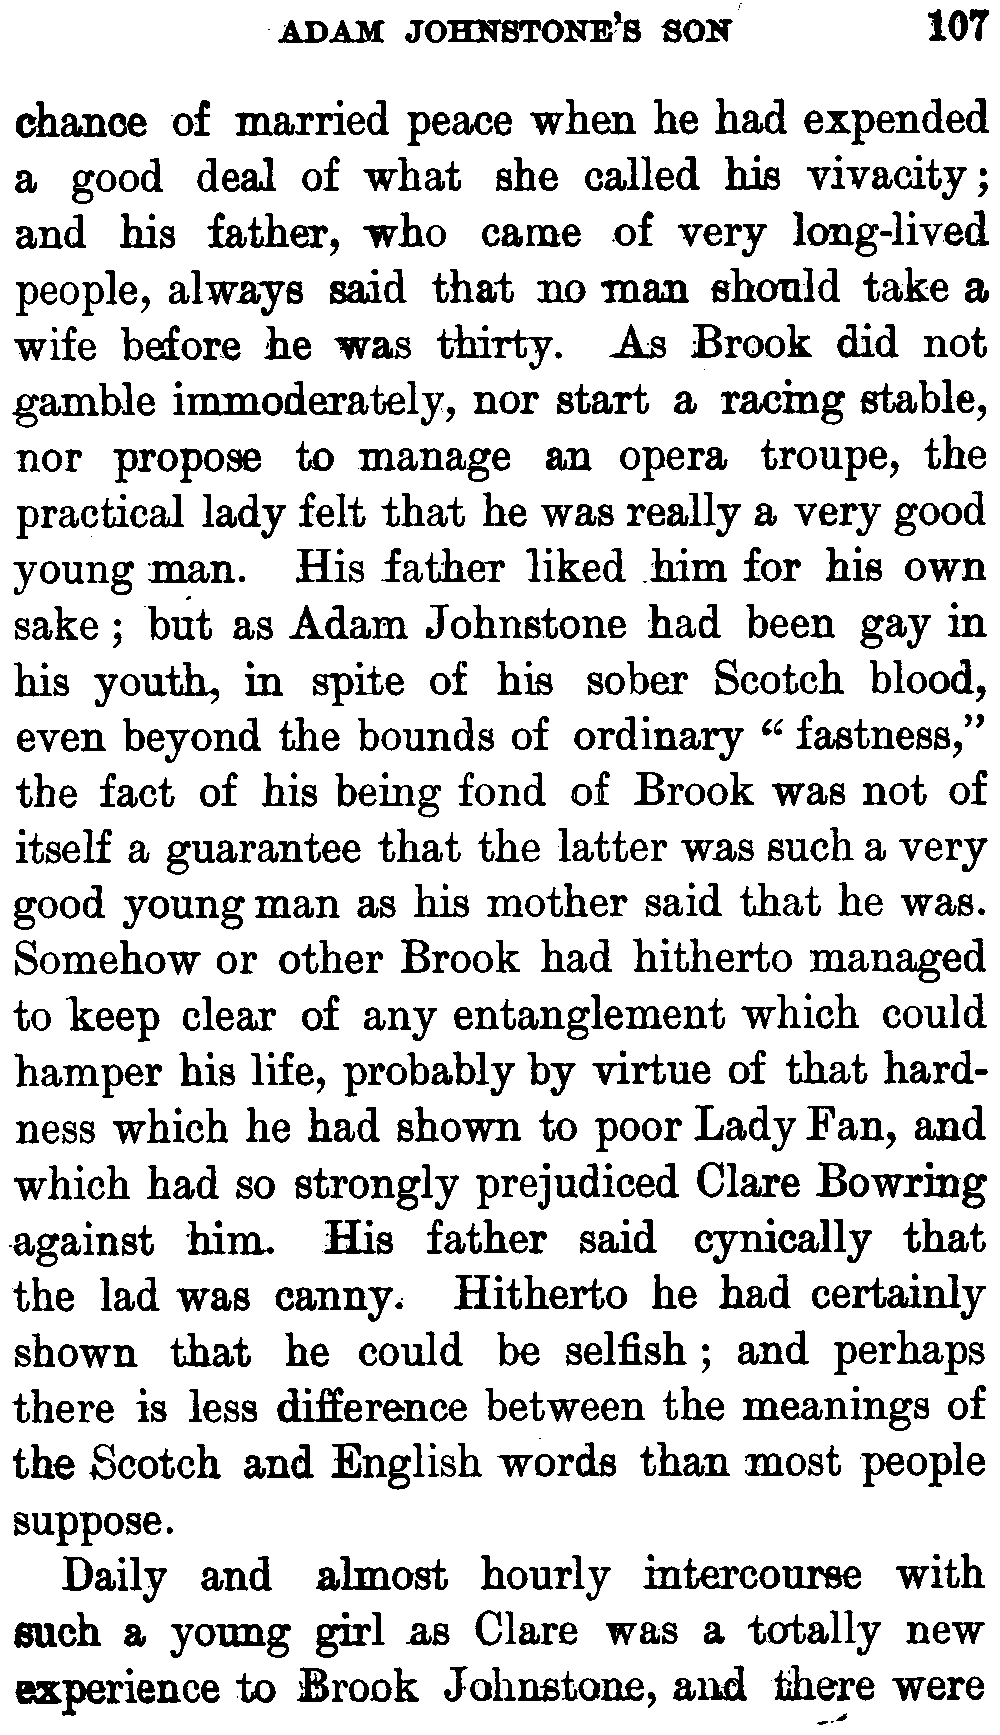 ADAM JOHNSTONE'S SON 107
chance of married peace when he had expended
a good deal of what she called his vivacity;
and his father, who came of very long-lived
people, always said that no man should take a
wife before he was thirty. As Brook did not
gamble immoderately, nor start a racing stable,
nor propose to manage an opera troupe, the
practical lady felt that he was really a very good
young man. His father liked him for his own
sake; but as Adam Johnstone had been gay in
his youth, in spite of his sober Scotch blood,
even beyond the bounds of ordinary “fastness,”
the fact of his being fond of Brook was not of
itself a guarantee that the latter was such a very
good young man as his mother said that he was.
Somehow or other Brook had hitherto managed
to keep clear of any entanglement which could
hamper his life, probably by virtue of that hard-
ness which he had shown to poor Lady Fan, and
which had so strongly prejudiced Clare Bowring
against him. His father said cynically that
the lad was canny. Hitherto he had certainly
shown that he could be selfish; and perhaps
there is less difference between the meanings of
the Scotch and English words than most people
suppose.
Daily and almost hourly intercourse with
such a young girl as Clare was a totally new
experience to Brook Johnstone, and there were